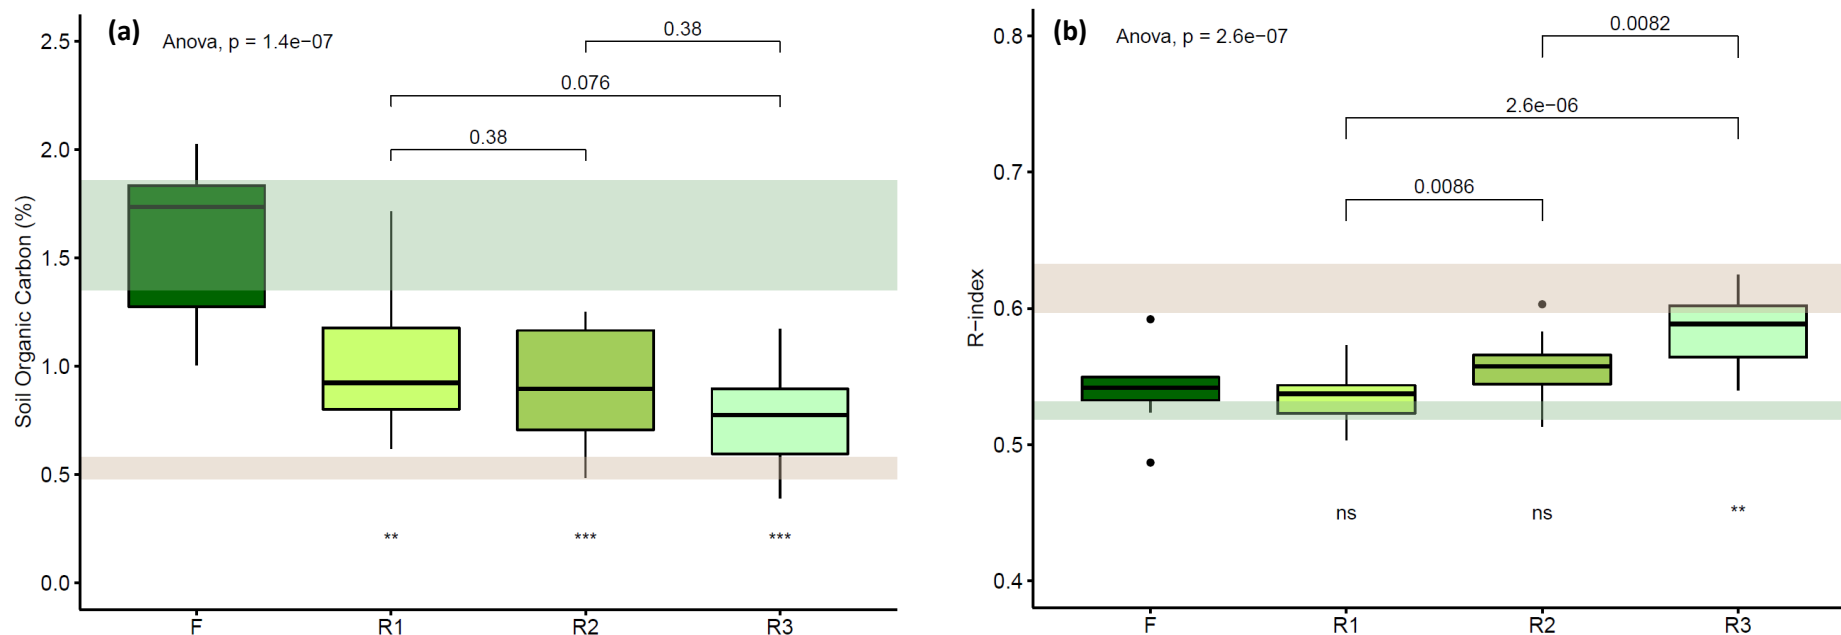 (a) Anova, p = 1.4e−07
0.38
0.076
0.38
Soil Organic Carbon (%)
2.5
2.0
1.5
1.0
0.5
0.0
** *** ***
F R1 R2 R3
(b) Anova, p = 2.6e−07
0.0082
2.6e−06
0.0086
R−index
0.8
0.7
0.6
0.5
0.4
ns ns **
F R1 R2 R3